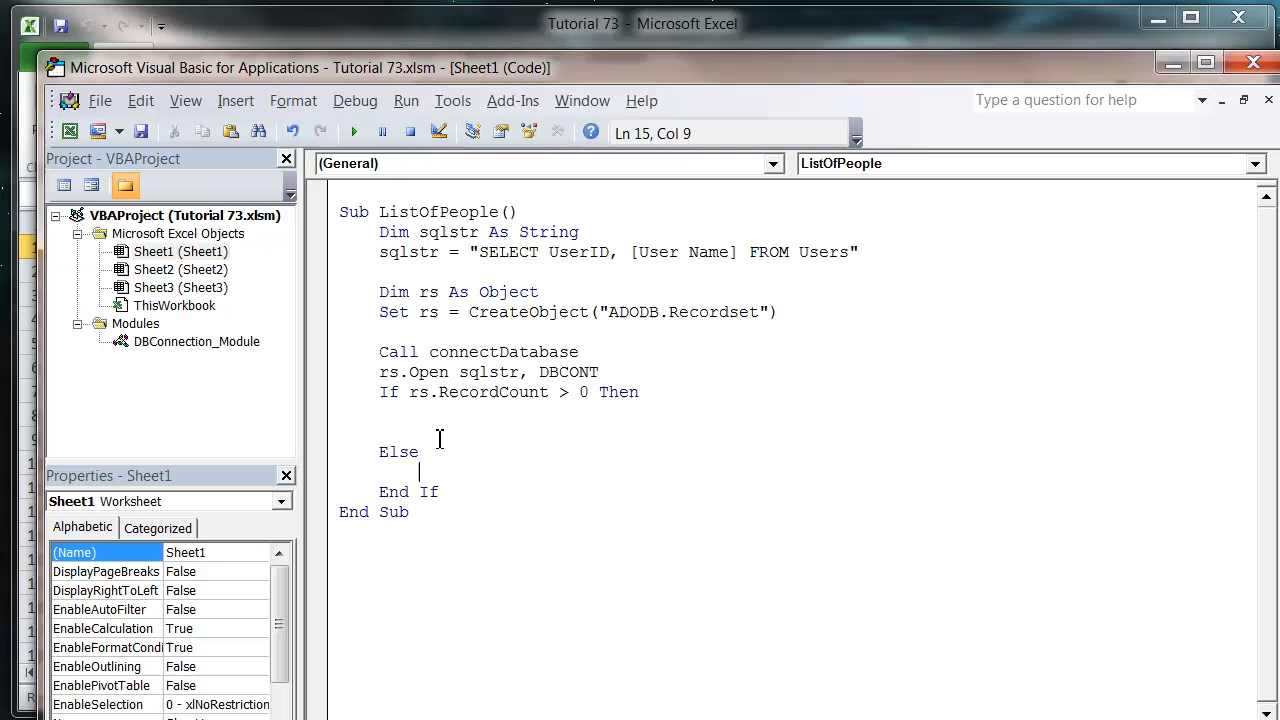 Tutorial 73 - Microsoft Excel
Microsoft Visual Basic for Applications - Tutorial 73.xlsm - [Sheet1 (Code)]
File Edit View Insert Format Debug Run Tools Add-Ins Window Help Type a question for help
Ln 15, Col 9
Project - VBAProject
(General) ListOfPeople
VBAProject (Tutorial 73.xlsm)
Microsoft Excel Objects
Sheet1 (Sheet1)
Sheet2 (Sheet2)
Sheet3 (Sheet3)
ThisWorkbook
Modules
DBConnection_Module
Properties - Sheet1
Sheet1 Worksheet
Alphabetic Categorized
(Name) Sheet1
DisplayPageBreaks False
DisplayRightToLeft False
EnableAutoFilter False
EnableCalculation True
EnableFormatCondi True
EnableOutlining False
EnablePivotTable False
EnableSelection 0 - xlNoRestriction
Sub ListOfPeople()
Dim sqlstr As String
sqlstr = "SELECT UserID, [User Name] FROM Users"
Dim rs As Object
Set rs = CreateObject("ADODB.Recordset")
Call connectDatabase
rs.Open sqlstr, DBCONT
If rs.RecordCount > 0 Then
Else
End If
End Sub